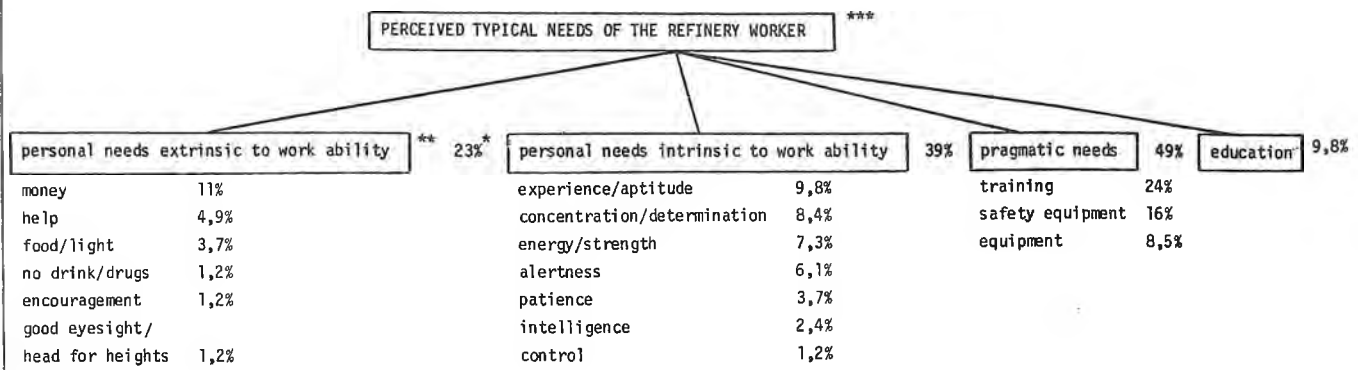 PERCEIVED TYPICAL NEEDS OF THE REFINERY WORKER ***
personal needs extrinsic to work ability ** 23%*
money 11%
help 4,9%
food/light 3,7%
no drink/drugs 1,2%
encouragement 1,2%
good eyesight/
head for heights 1,2%
personal needs intrinsic to work ability 39%
experience/aptitude 9,8%
concentration/determination 8,4%
energy/strength 7,3%
alertness 6,1%
patience 3,7%
intelligence 2,4%
control 1,2%
pragmatic needs 49%
training 24%
safety equipment 16%
equipment 8,5%
education 9,8%